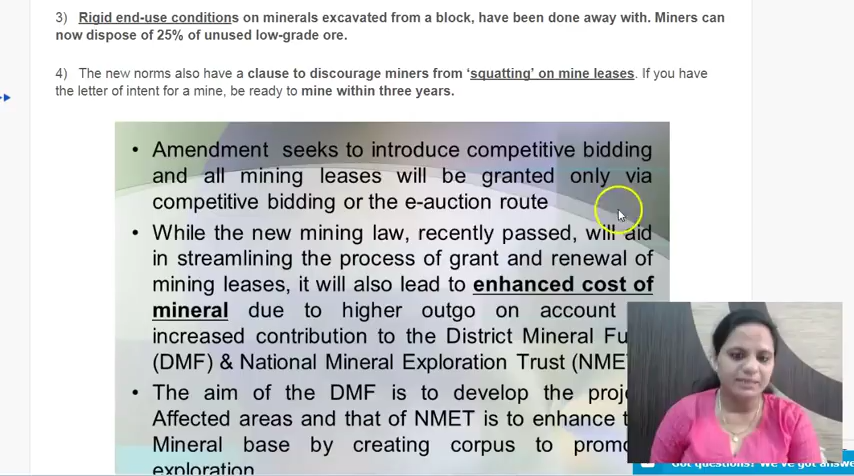 3) Rigid end-use conditions on minerals excavated from a block, have been done away with. Miners can
now dispose of 25% of unused low-grade ore.
4) The new norms also have a clause to discourage miners from ‘squatting’ on mine leases. If you have
the letter of intent for a mine, be ready to mine within three years.
• Amendment seeks to introduce competitive bidding
and all mining leases will be granted only via
competitive bidding or the e-auction route
• While the new mining law, recently passed, will aid
in streamlining the process of grant and renewal of
mining leases, it will also lead to enhanced cost of
mineral due to higher outgo on account
increased contribution to the District Mineral Fu
(DMF) & National Mineral Exploration Trust (NME
• The aim of the DMF is to develop the proj
Affected areas and that of NMET is to enhance t
Mineral base by creating corpus to promo
exploration
Got questions? We've got answe